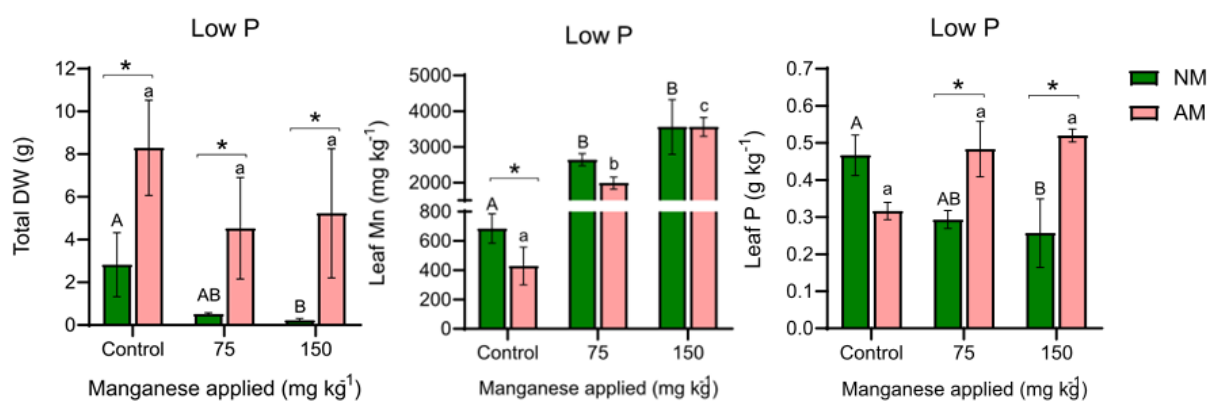 Low P
Total DW (g)
12
10
8
6
4
2
0
*
*
*
A
a
AB
a
B
a
Control
75
150
Manganese applied (mg kg-1)
Low P
Leaf Mn (mg kg-1)
5000
4000
3000
2000
800
600
400
200
0
*
A
a
B
b
B
c
Control
75
150
Manganese applied (mg kg-1)
Low P
Leaf P (g kg-1)
0.7
0.6
0.5
0.4
0.3
0.2
0.1
0.0
*
*
A
a
AB
a
B
a
Control
75
150
Manganese applied (mg kg-1)
NM
AM